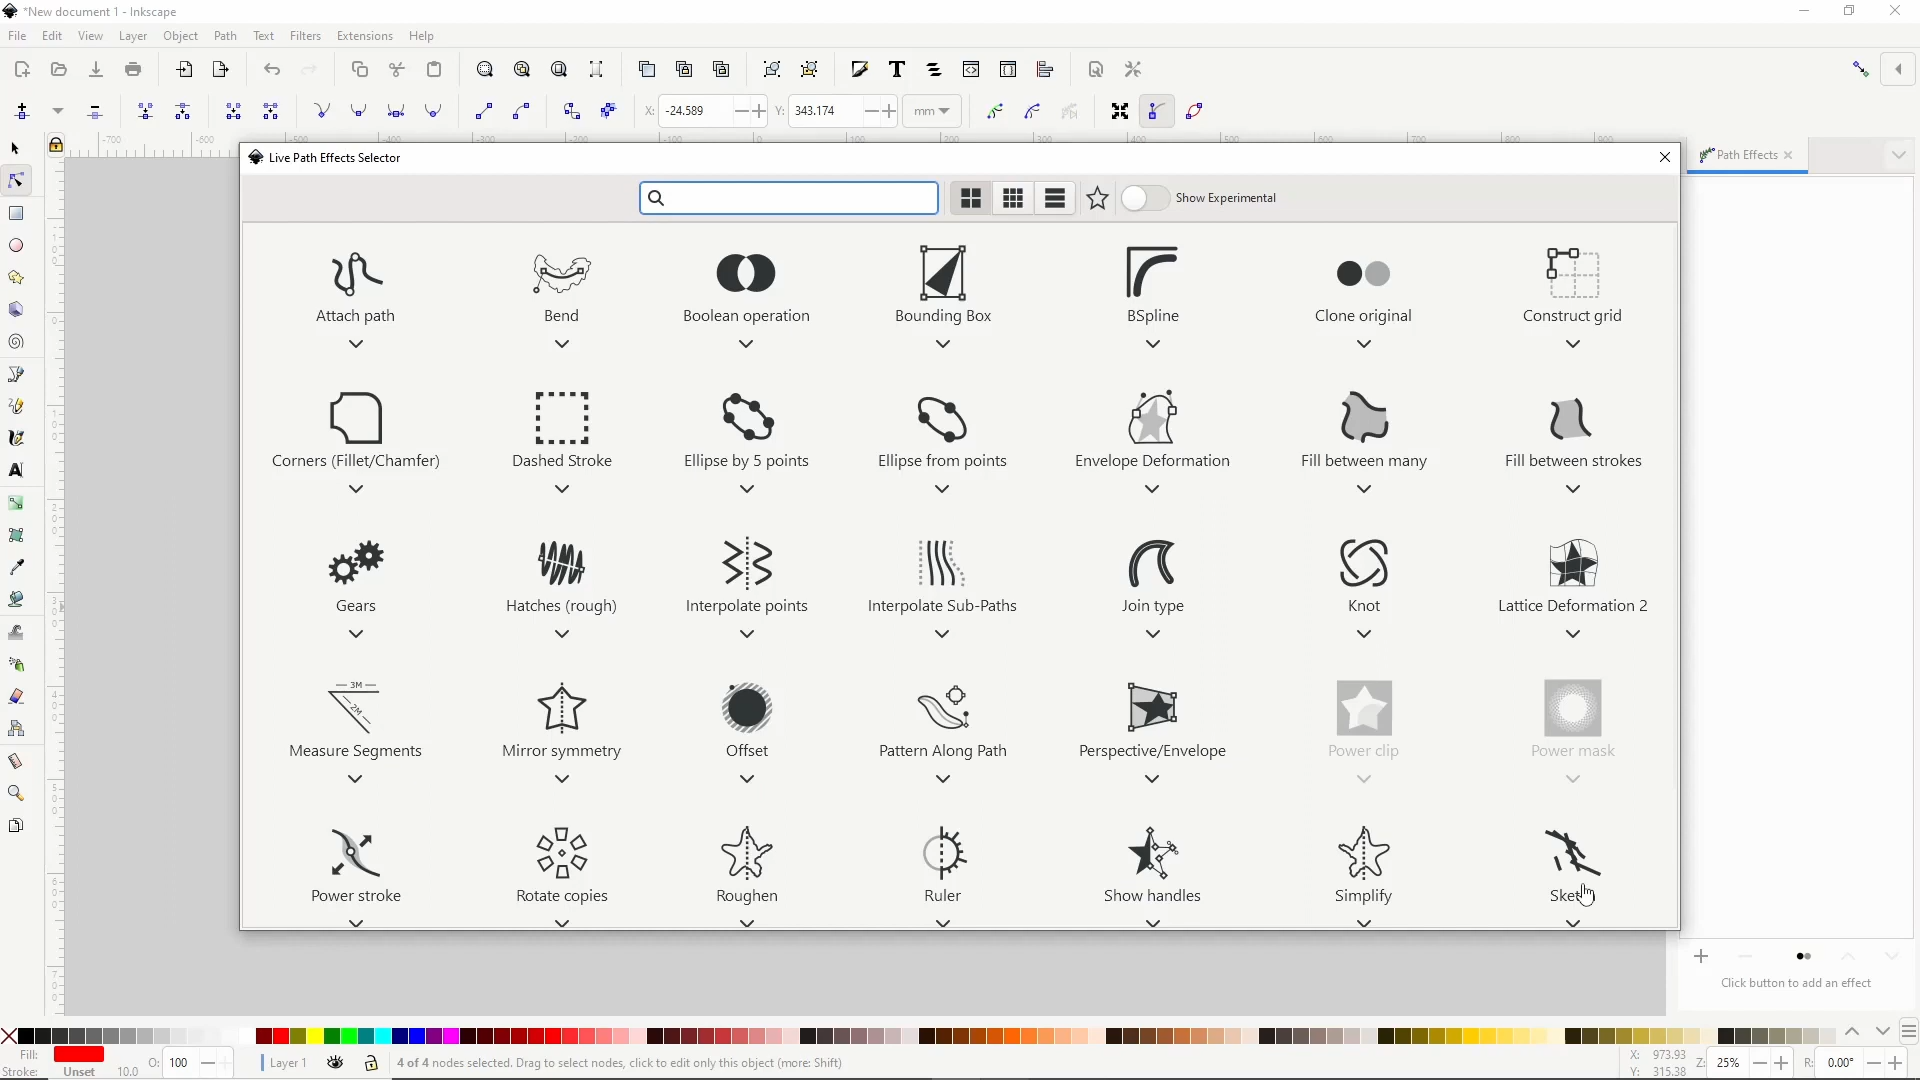 *New document 1 - Inkscape
File Edit View Layer Object Path Text Filters Extensions Help
X: -24.589 Y: 343.174 mm
Live Path Effects Selector
Path Effects
Show Experimental
Attach path Bend Boolean operation Bounding Box BSpline Clone original Construct grid
Corners (Fillet/Chamfer) Dashed Stroke Ellipse by 5 points Ellipse from points Envelope Deformation Fill between many Fill between strokes
Gears Hatches (rough) Interpolate points Interpolate Sub-Paths Join type Knot Lattice Deformation 2
3M
2M
Measure Segments Mirror symmetry Offset Pattern Along Path Perspective/Envelope Power clip Power mask
Power stroke Rotate copies Roughen Ruler Show handles Simplify
Click button to add an effect
Fill:
Stroke: Unset 10.0
O: 100
Layer 1
4 of 4 nodes selected. Drag to select nodes, click to edit only this object (more: Shift)
X: 973.93
Y: 315.38
Z: 25%
R: 0.00°